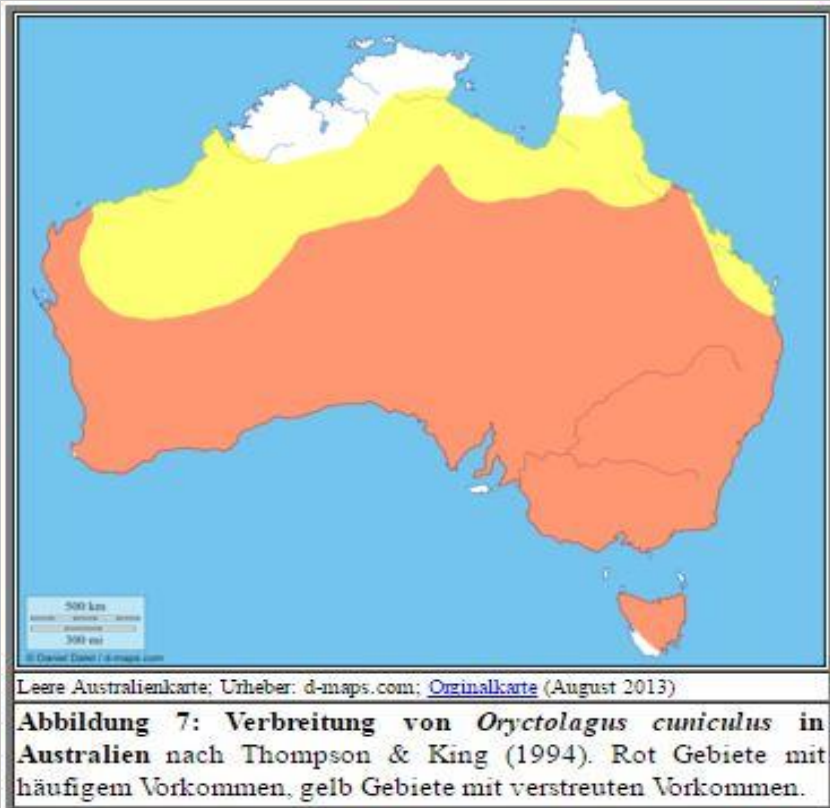 500 km
300 mi
© Daniel Dalet / d-maps.com
Leere Australienkarte; Urheber: d-maps.com; Orginalkarte (August 2013)
Abbildung 7: Verbreitung von Oryctolagus cuniculus in
Australien nach Thompson & King (1994). Rot Gebiete mit
häufigem Vorkommen, gelb Gebiete mit verstreuten Vorkommen.